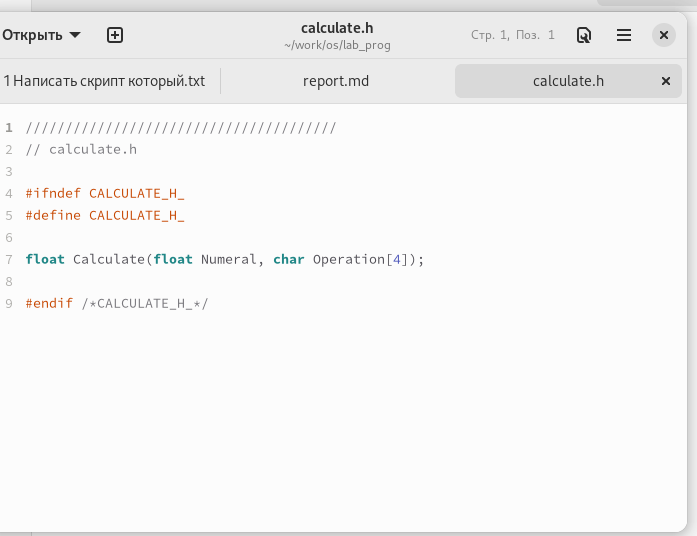 Открыть
calculate.h
~/work/os/lab_prog
Стр. 1, Поз. 1
1 Написать скрипт который.txt
report.md
calculate.h
1 ///////////////////////////////////////
2 // calculate.h
3
4 #ifndef CALCULATE_H_
5 #define CALCULATE_H_
6
7 float Calculate(float Numeral, char Operation[4]);
8
9 #endif /*CALCULATE_H_*/